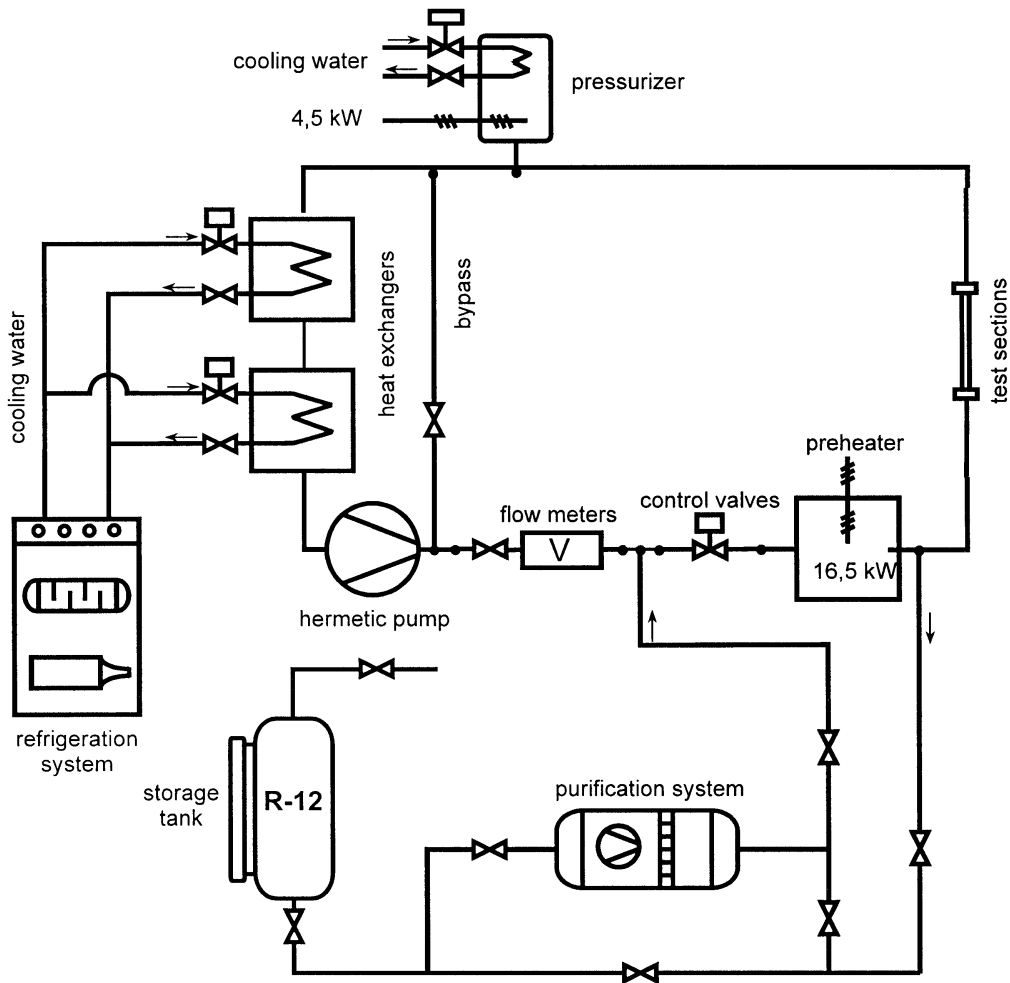 cooling water
pressurizer
4,5 kW
cooling water
heat exchangers
bypass
test sections
preheater
control valves
flow meters
V
16,5 kW
hermetic pump
refrigeration
system
storage
tank
R-12
purification system